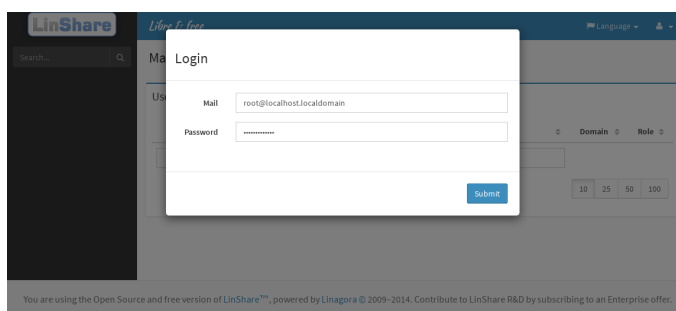 LinShare
Libre & free
Language
Search...
Ma
Login
Use
Mail
root@localhost.localdomain
Password
Domain
Role
Submit
10 25 50 100
You are using the Open Source and free version of LinShare™, powered by Linagora © 2009–2014. Contribute to LinShare R&D by subscribing to an Enterprise offer.